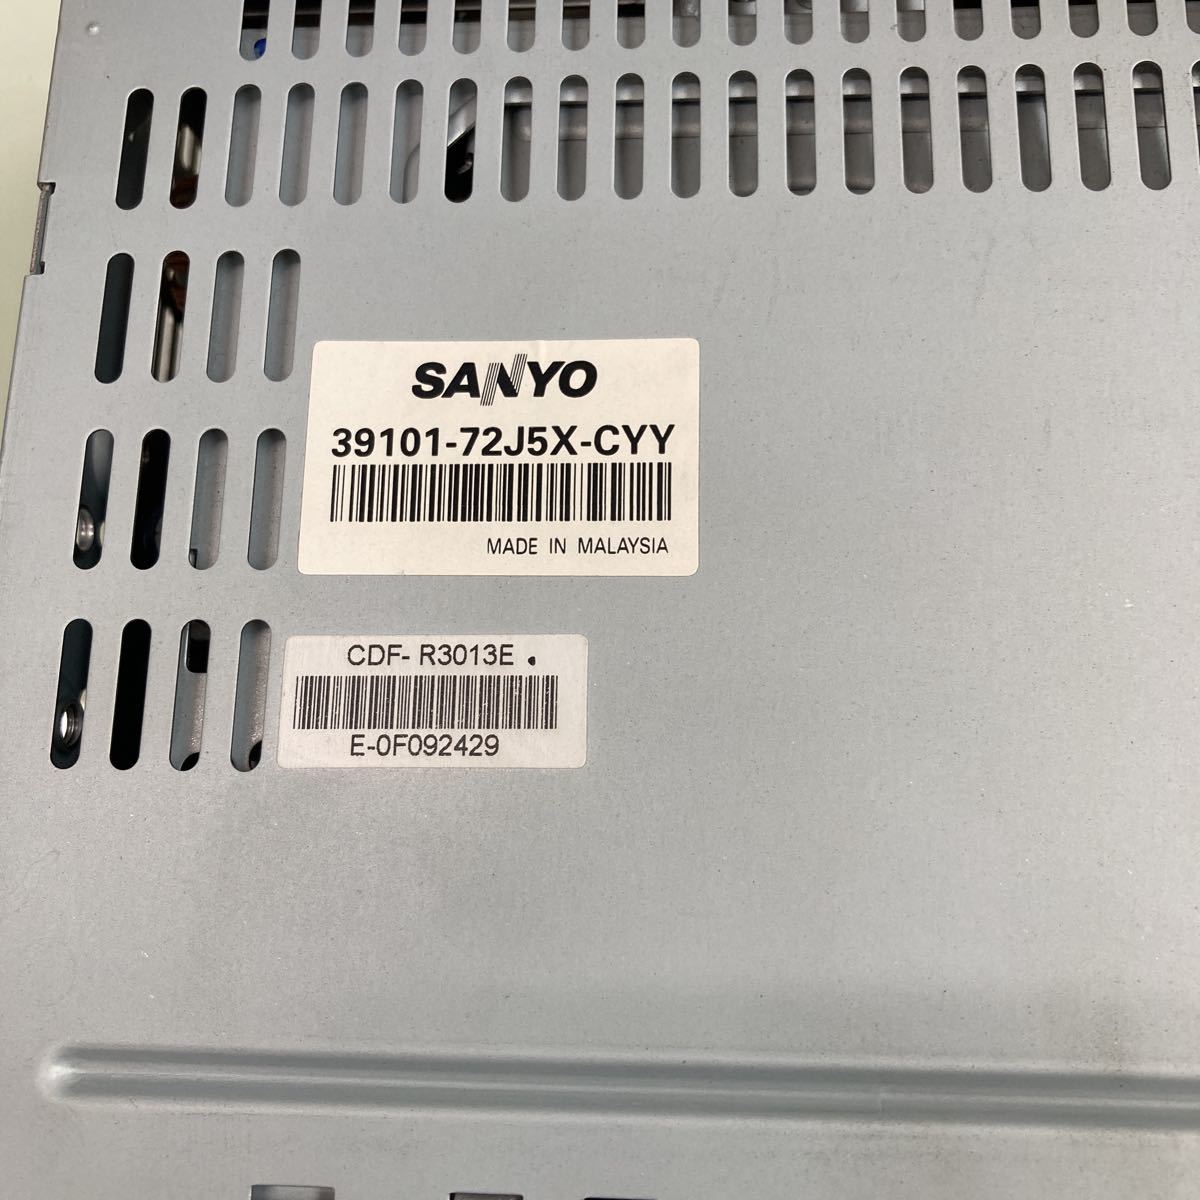 SANYO
39101-72J5X-CYY
MADE IN MALAYSIA
CDF- R3013E .
E-0F092429